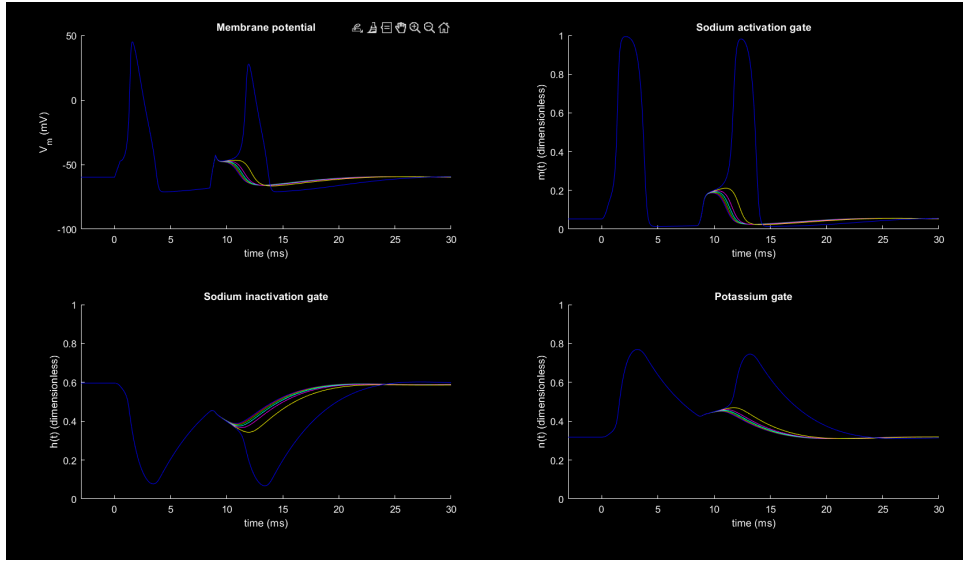 Membrane potential
50
0
-50
-100
V_m (mV)
0 5 10 15 20 25 30
time (ms)
Sodium activation gate
1
0.8
0.6
0.4
0.2
0
m(t) (dimensionless)
0 5 10 15 20 25 30
time (ms)
Sodium inactivation gate
1
0.8
0.6
0.4
0.2
0
h(t) (dimensionless)
0 5 10 15 20 25 30
time (ms)
Potassium gate
1
0.8
0.6
0.4
0.2
0
n(t) (dimensionless)
0 5 10 15 20 25 30
time (ms)